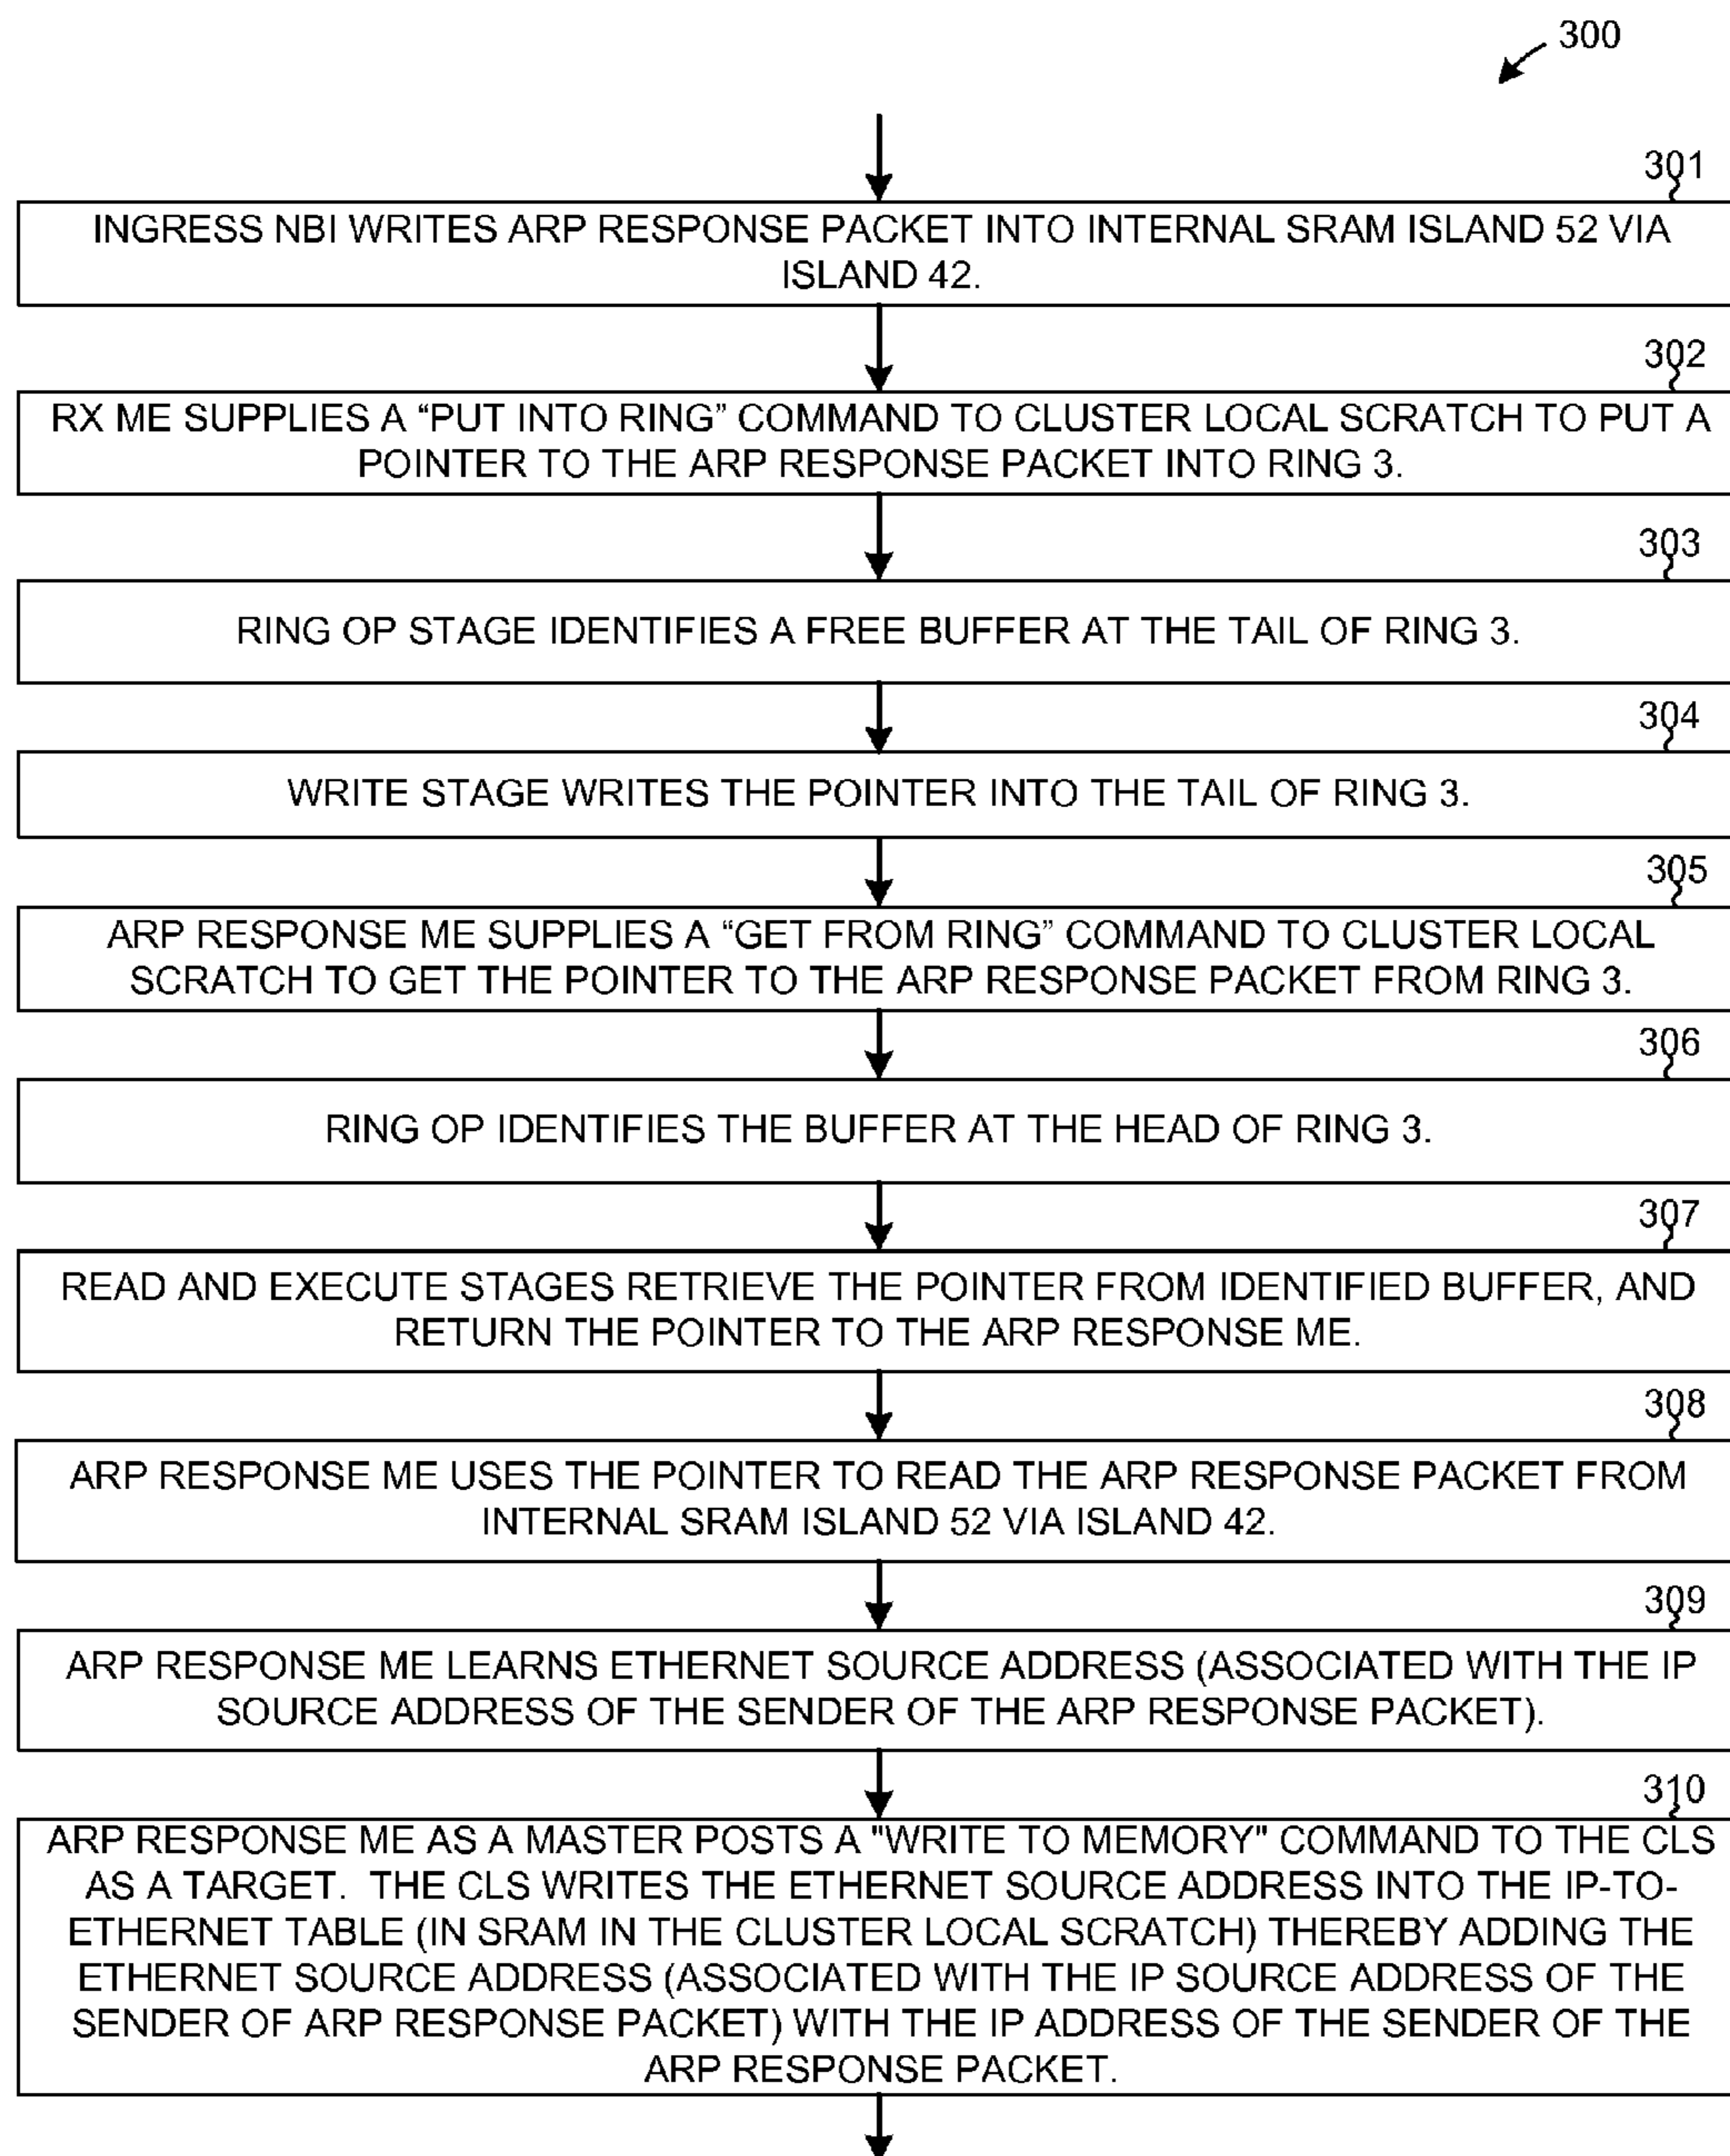 300
301
INGRESS NBI WRITES ARP RESPONSE PACKET INTO INTERNAL SRAM ISLAND 52 VIA
ISLAND 42.
302
RX ME SUPPLIES A “PUT INTO RING” COMMAND TO CLUSTER LOCAL SCRATCH TO PUT A
POINTER TO THE ARP RESPONSE PACKET INTO RING 3.
303
RING OP STAGE IDENTIFIES A FREE BUFFER AT THE TAIL OF RING 3.
304
WRITE STAGE WRITES THE POINTER INTO THE TAIL OF RING 3.
305
ARP RESPONSE ME SUPPLIES A “GET FROM RING” COMMAND TO CLUSTER LOCAL
SCRATCH TO GET THE POINTER TO THE ARP RESPONSE PACKET FROM RING 3.
306
RING OP IDENTIFIES THE BUFFER AT THE HEAD OF RING 3.
307
READ AND EXECUTE STAGES RETRIEVE THE POINTER FROM IDENTIFIED BUFFER, AND
RETURN THE POINTER TO THE ARP RESPONSE ME.
308
ARP RESPONSE ME USES THE POINTER TO READ THE ARP RESPONSE PACKET FROM
INTERNAL SRAM ISLAND 52 VIA ISLAND 42.
309
ARP RESPONSE ME LEARNS ETHERNET SOURCE ADDRESS (ASSOCIATED WITH THE IP
SOURCE ADDRESS OF THE SENDER OF THE ARP RESPONSE PACKET).
310
ARP RESPONSE ME AS A MASTER POSTS A "WRITE TO MEMORY" COMMAND TO THE CLS
AS A TARGET. THE CLS WRITES THE ETHERNET SOURCE ADDRESS INTO THE IP-TO-
ETHERNET TABLE (IN SRAM IN THE CLUSTER LOCAL SCRATCH) THEREBY ADDING THE
ETHERNET SOURCE ADDRESS (ASSOCIATED WITH THE IP SOURCE ADDRESS OF THE
SENDER OF ARP RESPONSE PACKET) WITH THE IP ADDRESS OF THE SENDER OF THE
ARP RESPONSE PACKET.